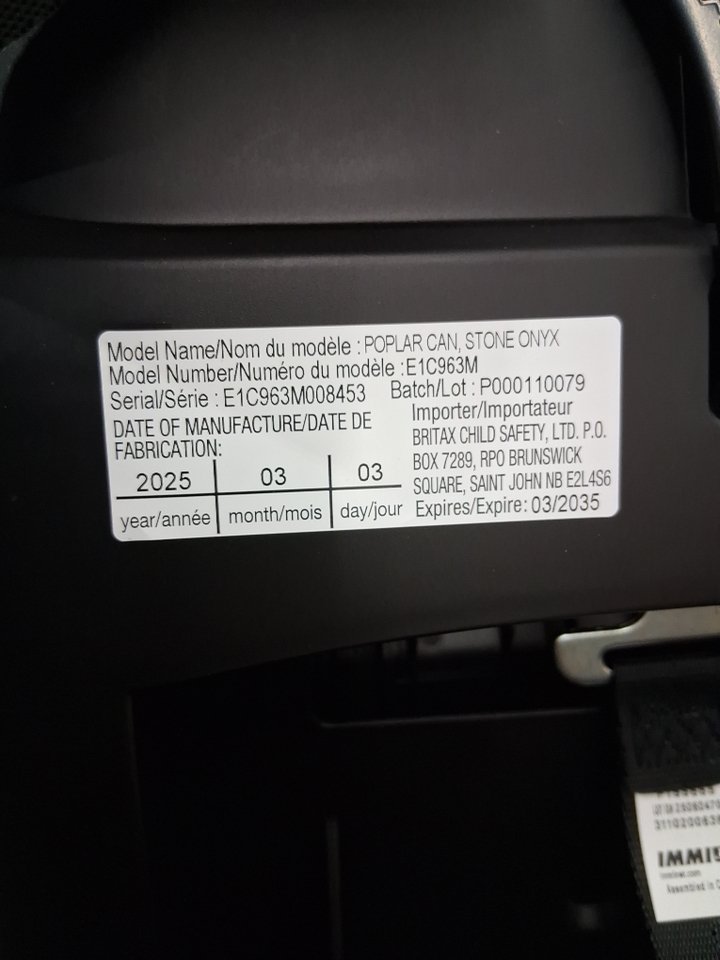 Model Name/Nom du modèle : POPLAR CAN, STONE ONYX
Model Number/Numéro du modèle :E1C963M
Serial/Série : E1C963M008453 Batch/Lot : P000110079
DATE OF MANUFACTURE/DATE DE
FABRICATION:
2025 03 03
year/année month/mois day/jour
Importer/Importateur
BRITAX CHILD SAFETY, LTD. P.O.
BOX 7289, RPO BRUNSWICK
SQUARE, SAINT JOHN NB E2L4S6
Expires/Expire: 03/2035
IMMI
Assembled in